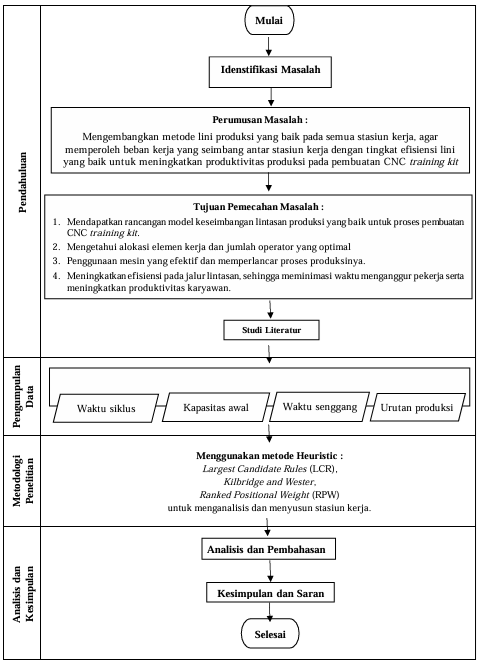 Mulai
Idenstifikasi Masalah
Pendahuluan
Perumusan Masalah :
Mengembangkan metode lini produksi yang baik pada semua stasiun kerja, agar
memperoleh beban kerja yang seimbang antar stasiun kerja dengan tingkat efisiensi lini
yang baik untuk meningkatkan produktivitas produksi pada pembuatan CNC training kit
Tujuan Pemecahan Masalah :
1. Mendapatkan rancangan model keseimbangan lintasan produksi yang baik untuk proses pembuatan
CNC training kit.
2. Mengetahui alokasi elemen kerja dan jumlah operator yang optimal
3. Penggunaan mesin yang efektif dan memperlancar proses produksinya.
4. Meningkatkan efisiensi pada jalur lintasan, sehingga meminimasi waktu menganggur pekerja serta
meningkatkan produktivitas karyawan.
Studi Literatur
Pengumpulan
Data
Waktu siklus
Kapasitas awal
Waktu senggang
Urutan produksi
Metodologi
Penelitian
Menggunakan metode Heuristic :
Largest Candidate Rules (LCR),
Kilbridge and Wester,
Ranked Positional Weight (RPW)
untuk menganalisis dan menyusun stasiun kerja.
Analisis dan
Kesimpulan
Analisis dan Pembahasan
Kesimpulan dan Saran
Selesai